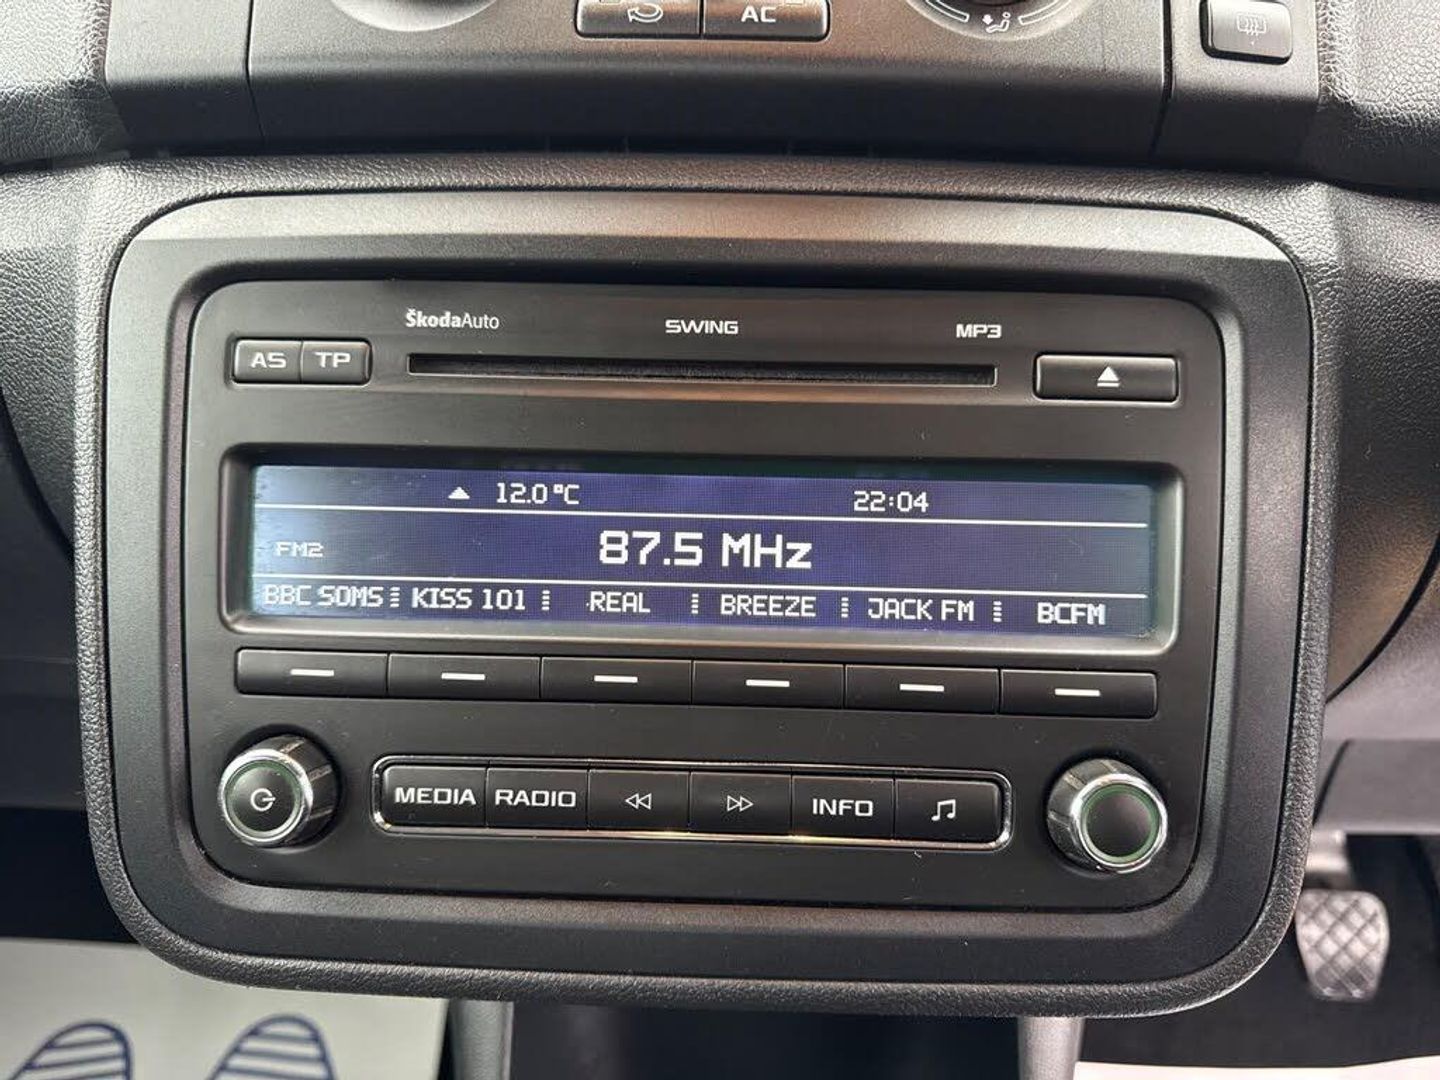 AC
ŠkodaAuto SWING MP3
AS TP
12.0 °C 22:04
FM2 87.5 MHz
BBC SOMS KISS 101 REAL BREEZE JACK FM BCFM
MEDIA RADIO INFO